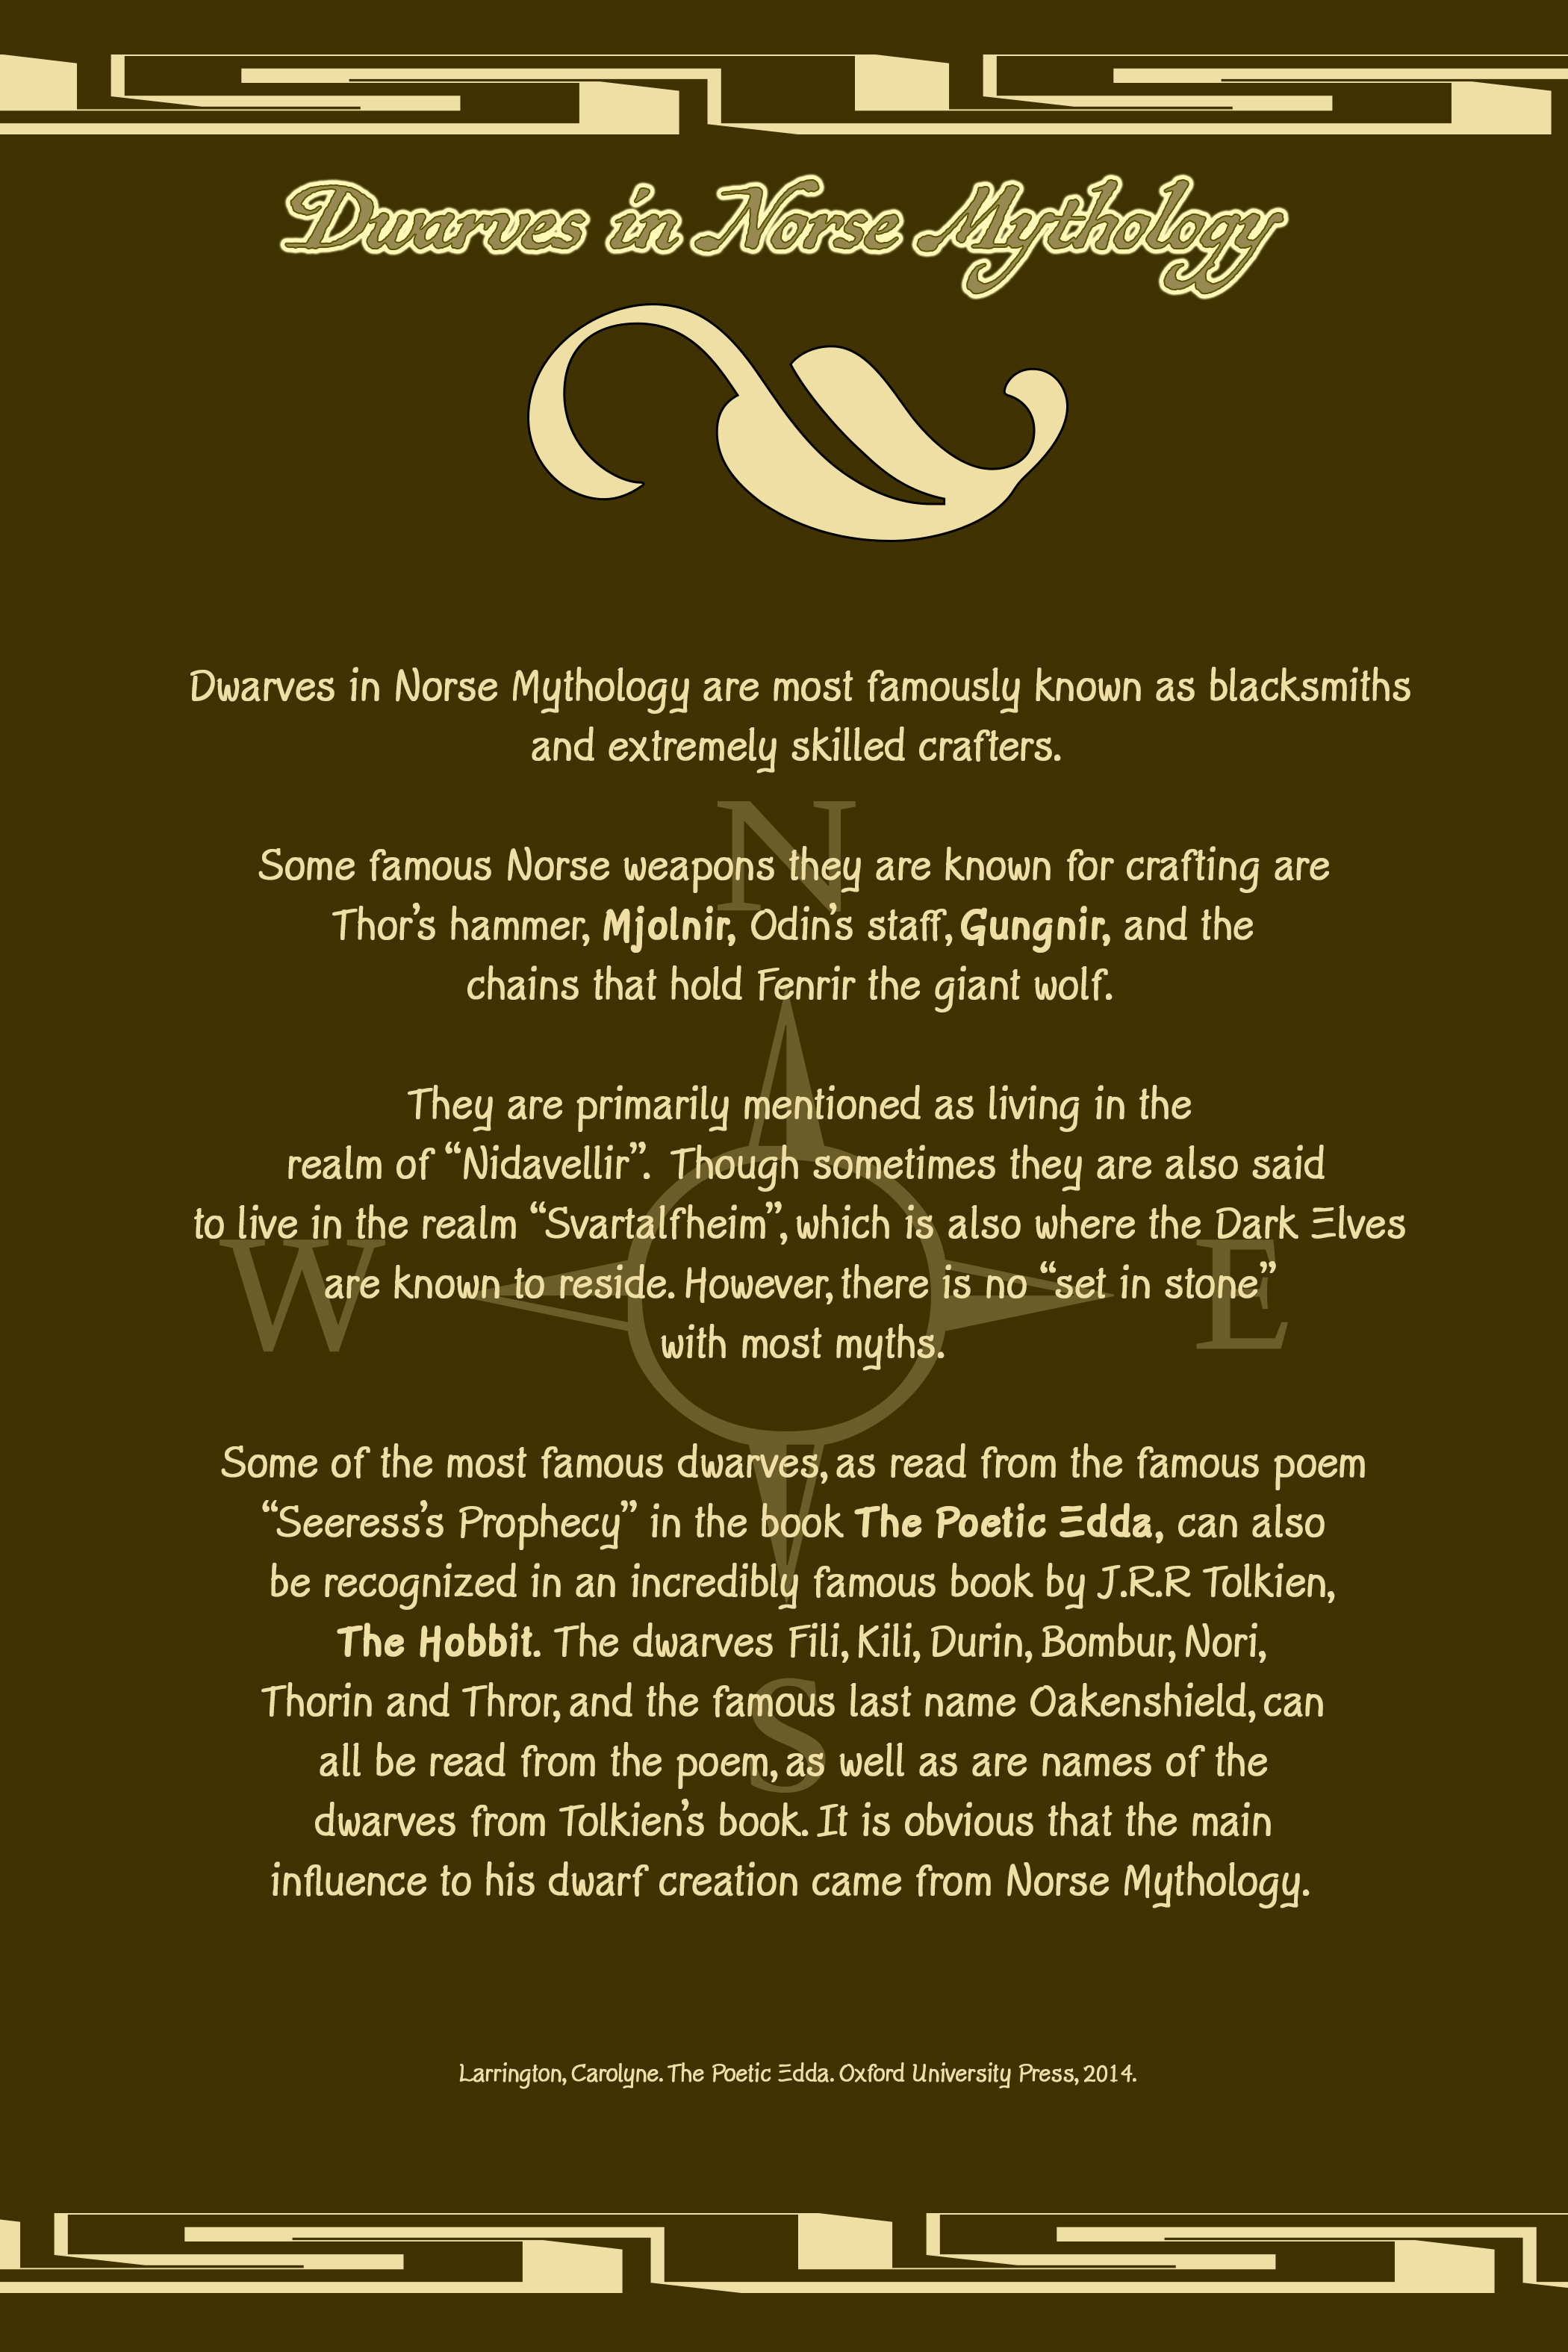 Dwarves in Norse Mythology
Dwarves in Norse Mythology are most famously known as blacksmiths
and extremely skilled crafters.
N
Some famous Norse weapons they are known for crafting are
Thor’s hammer, Mjolnir, Odin’s staff, Gungnir, and the
chains that hold Fenrir the giant wolf.
They are primarily mentioned as living in the
realm of “Nidavellir”. Though sometimes they are also said
to live in the realm “Svartalfheim”, which is also where the Dark Elves
W
E
are known to reside. However, there is no “set in stone”
with most myths.
Some of the most famous dwarves, as read from the famous poem
“Seeress’s Prophecy” in the book The Poetic Edda, can also
be recognized in an incredibly famous book by J.R.R Tolkien,
The Hobbit. The dwarves Fili, Kili, Durin, Bombur, Nori,
Thorin and Thror, and the famous last name Oakenshield, can
S
all be read from the poem, as well as are names of the
dwarves from Tolkien’s book. It is obvious that the main
influence to his dwarf creation came from Norse Mythology.
Larrington, Carolyne. The Poetic Edda. Oxford University Press, 2014.